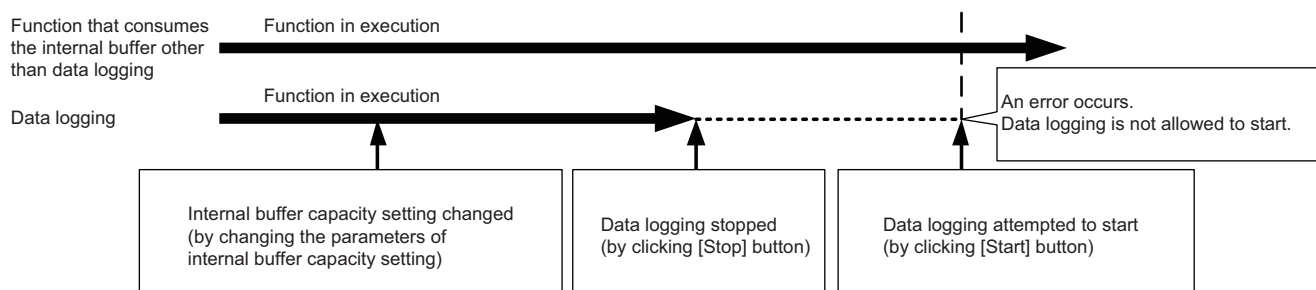 Function that consumes
the internal buffer other
than data logging
Function in execution
Data logging
Function in execution
An error occurs.
Data logging is not allowed to start.
Internal buffer capacity setting changed
(by changing the parameters of
internal buffer capacity setting)
Data logging stopped
(by clicking [Stop] button)
Data logging attempted to start
(by clicking [Start] button)